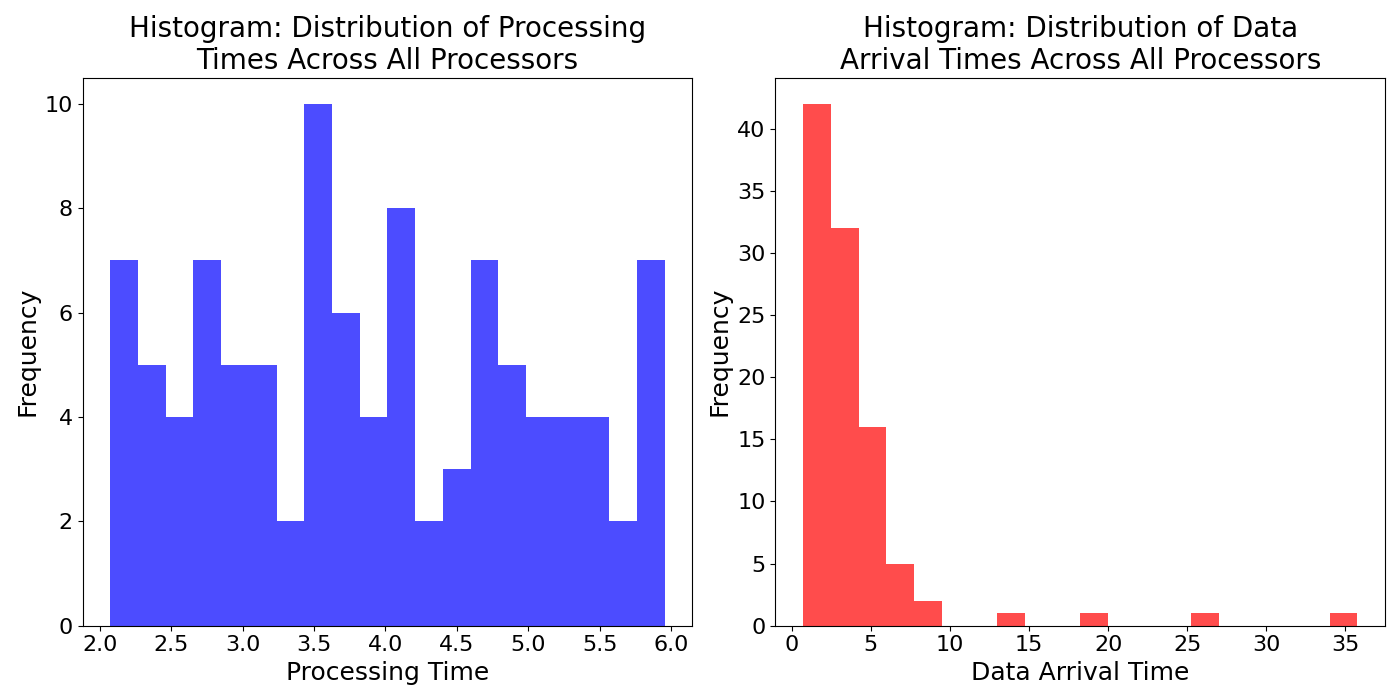 Histogram: Distribution of Processing
Times Across All Processors
10
8
6
4
2
0
Frequency
2.0 2.5 3.0 3.5 4.0 4.5 5.0 5.5 6.0
Processing Time
Histogram: Distribution of Data
Arrival Times Across All Processors
40
35
30
25
20
15
10
5
0
Frequency
0 5 10 15 20 25 30 35
Data Arrival Time